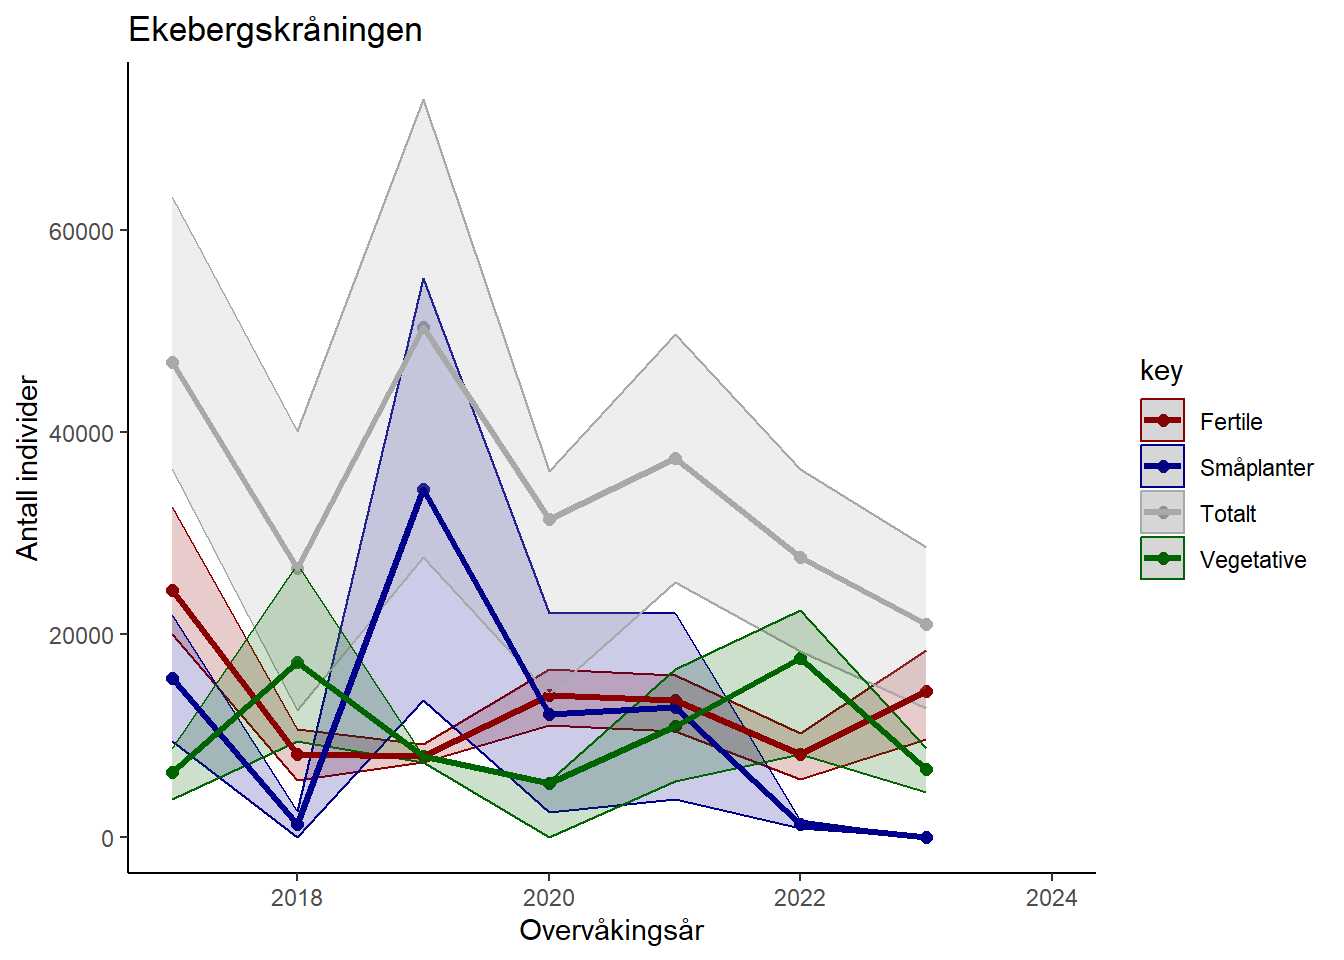 Ekebergskråningen
Antall individer
60000
40000
20000
0
2018
2020
2022
2024
Overvåkingsår
key
Fertile
Småplanter
Totalt
Vegetative